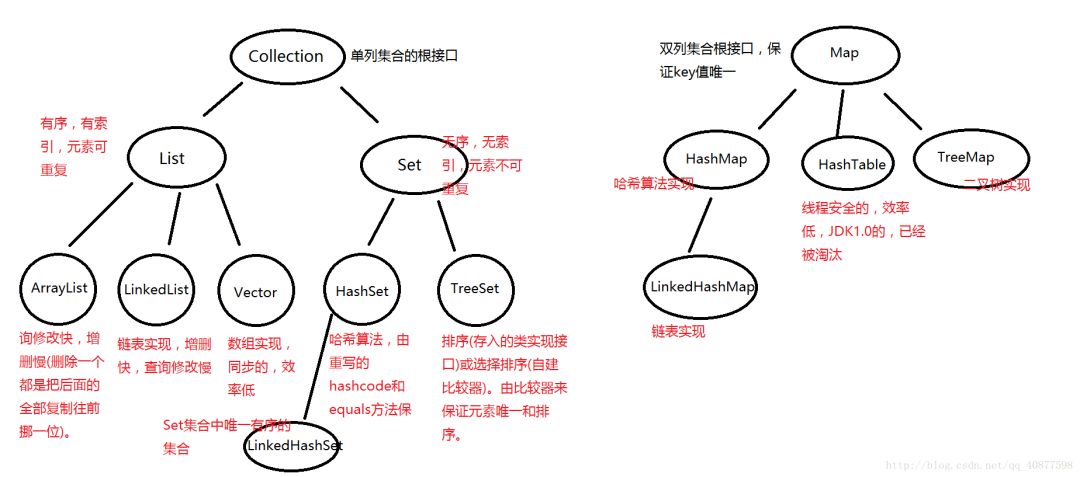 Collection
单列集合的根接口
有序，有索
引，元素可
重复
List
Set
无序，无索
引，元素不可
重复
ArrayList
LinkedList
Vector
HashSet
TreeSet
询修改快，增
删慢(删除一个
都是把后面的
全部复制往前
挪一位)。
链表实现，增删
快，查询修改慢
数组实现，
同步的，效
率低
哈希算法，由
重写的
hashcode和
equals方法保
排序(存入的类实现接
口)或选择排序(自建
比较器)。由比较器来
保证元素唯一和排
序。
Set集合中唯一有序的
集合
LinkedHashSet
双列集合根接口，保
证key值唯一
Map
HashMap
哈希算法实现
HashTable
线程安全的，效率
低，JDK1.0的，已经
被淘汰
TreeMap
二叉树实现
LinkedHashMap
链表实现
http://blog.csdn.net/qq_40877598